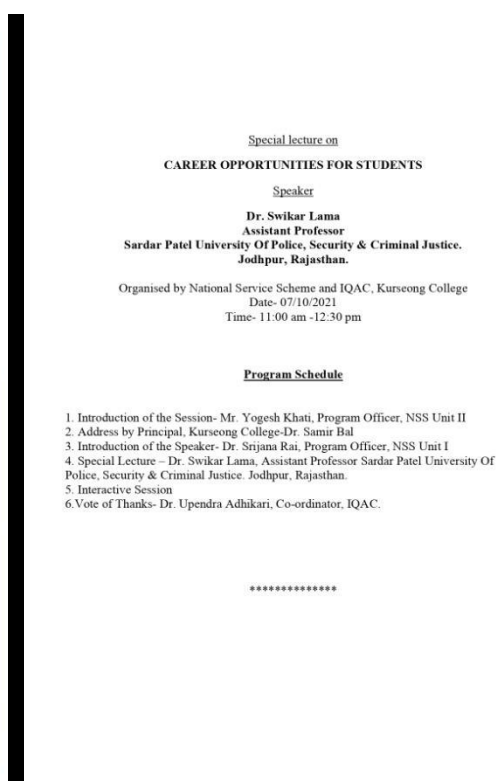 Special lecture on
CAREER OPPORTUNITIES FOR STUDENTS
Speaker
Dr. Swikar Lama
Assistant Professor
Sardar Patel University Of Police, Security & Criminal Justice.
Jodhpur, Rajasthan.
Organised by National Service Scheme and IQAC, Kurseong College
Date- 07/10/2021
Time- 11:00 am -12:30 pm
Program Schedule
1. Introduction of the Session- Mr. Yogesh Khati, Program Officer, NSS Unit II
2. Address by Principal, Kurseong College-Dr. Samir Bal
3. Introduction of the Speaker- Dr. Srijana Rai, Program Officer, NSS Unit I
4. Special Lecture – Dr. Swikar Lama, Assistant Professor Sardar Patel University Of
Police, Security & Criminal Justice. Jodhpur, Rajasthan.
5. Interactive Session
6.Vote of Thanks- Dr. Upendra Adhikari, Co-ordinator, IQAC.
**************